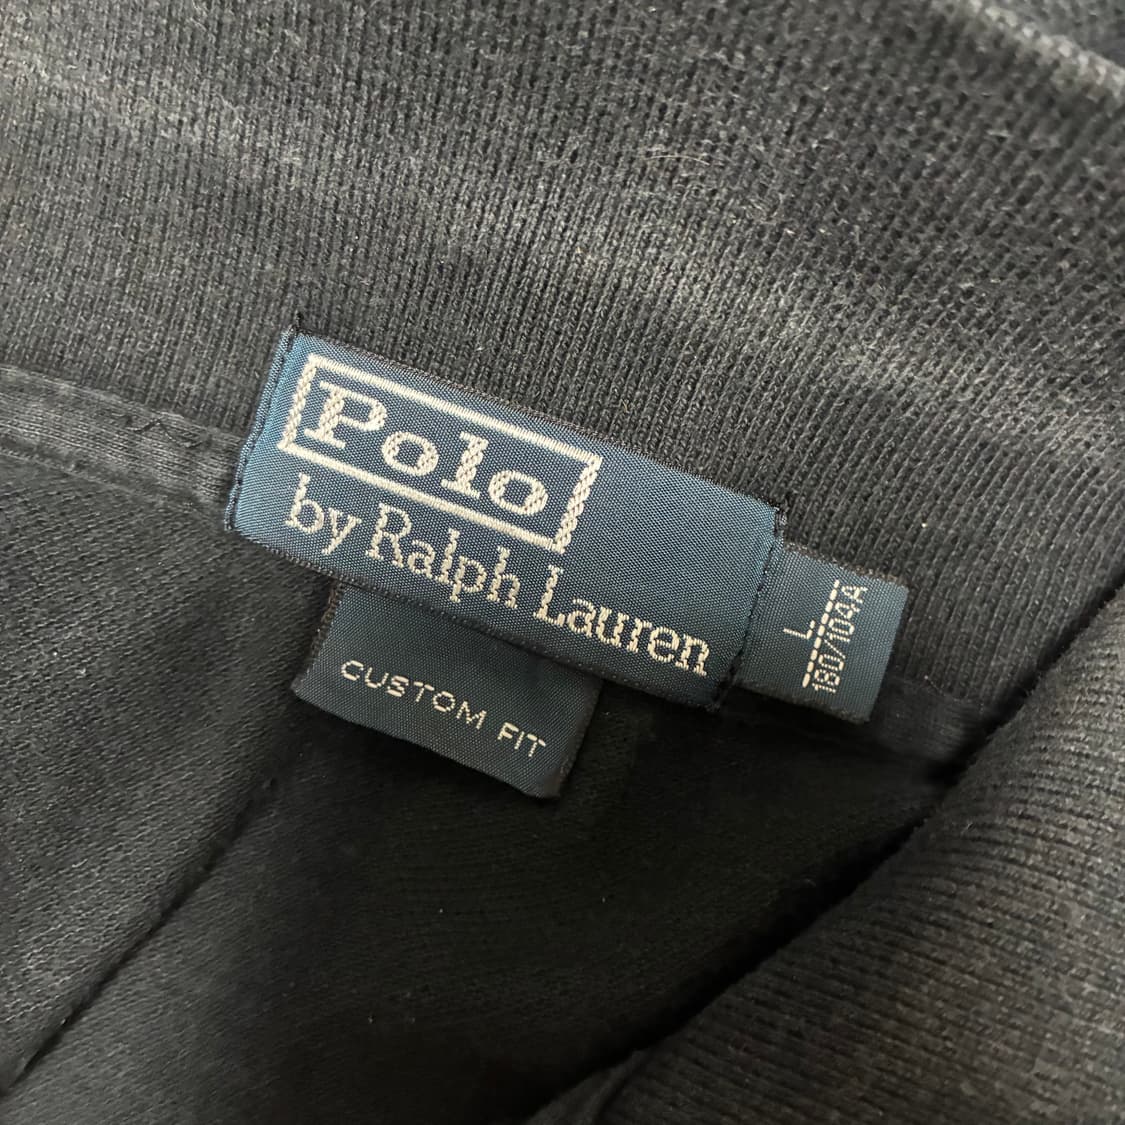 Polo
by Ralph Lauren
CUSTOM FIT
L
180/104A